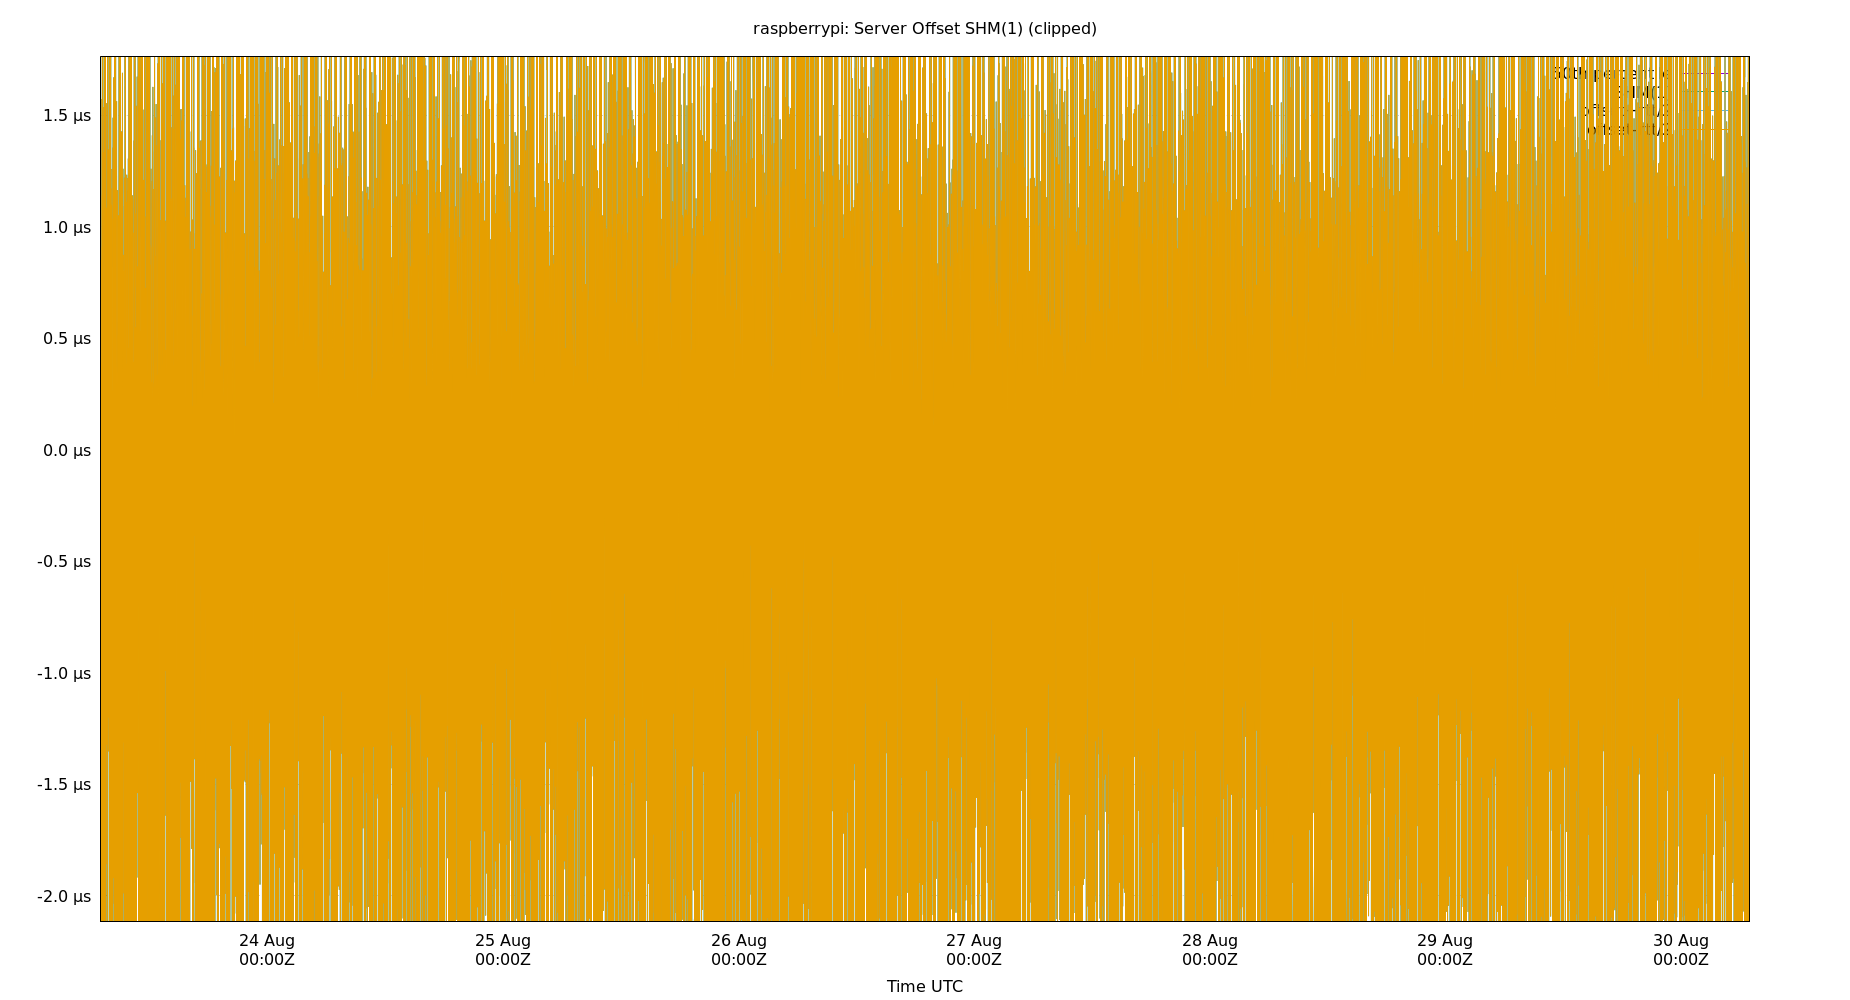 raspberrypi: Server Offset SHM(1) (clipped)
1.5 µs
1.0 µs
0.5 µs
0.0 µs
-0.5 µs
-1.0 µs
-1.5 µs
-2.0 µs
24 Aug 25 Aug 26 Aug 27 Aug 28 Aug 29 Aug 30 Aug
00:00Z 00:00Z 00:00Z 00:00Z 00:00Z 00:00Z 00:00Z
Time UTC